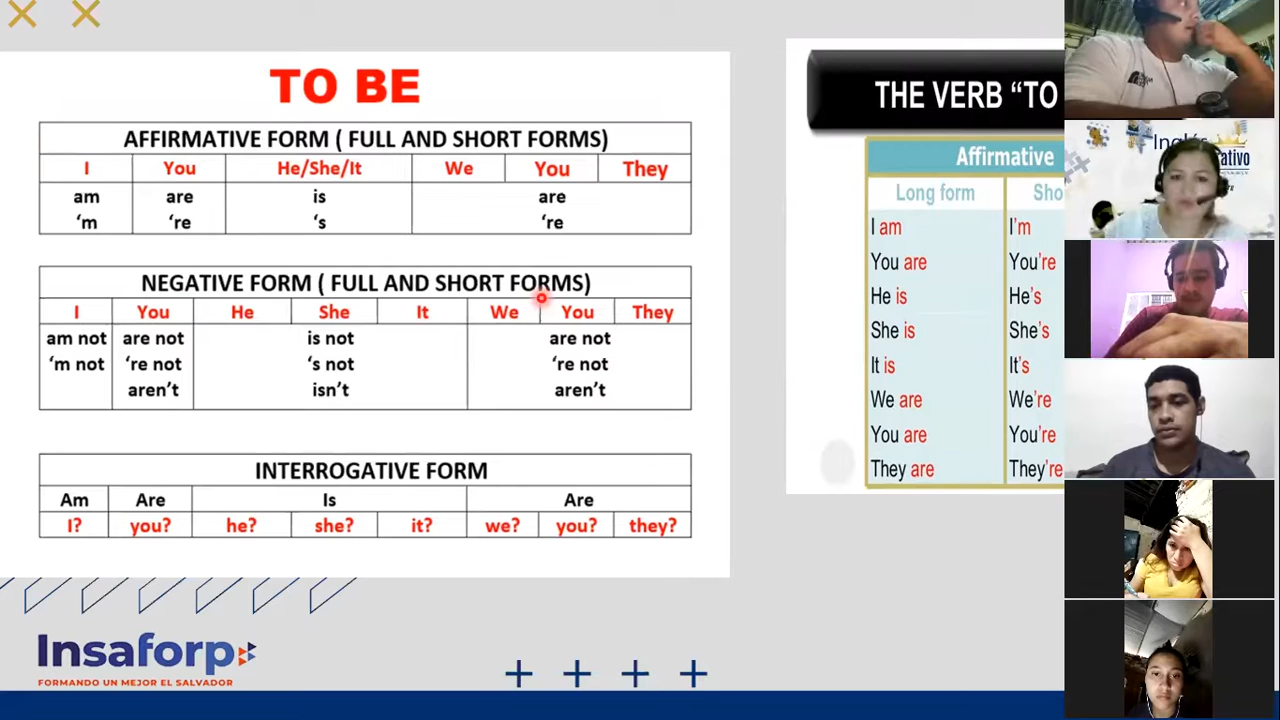 TO BE
AFFIRMATIVE FORM ( FULL AND SHORT FORMS)
I You He/She/It We You They
am are is are
‘m ‘re ‘s ‘re
NEGATIVE FORM ( FULL AND SHORT FORMS)
I You He She It We You They
am not are not is not are not
‘m not ‘re not ‘s not ‘re not
aren’t isn’t aren’t
INTERROGATIVE FORM
Am Are Is Are
I? you? he? she? it? we? you? they?
Insaforp
FORMANDO UN MEJOR EL SALVADOR
THE VERB “TO
Affirmative
Long form Sho
I am I’m
You are You’re
He is He’s
She is She’s
It is It’s
We are We’re
You are You’re
They are They’re
Inglés